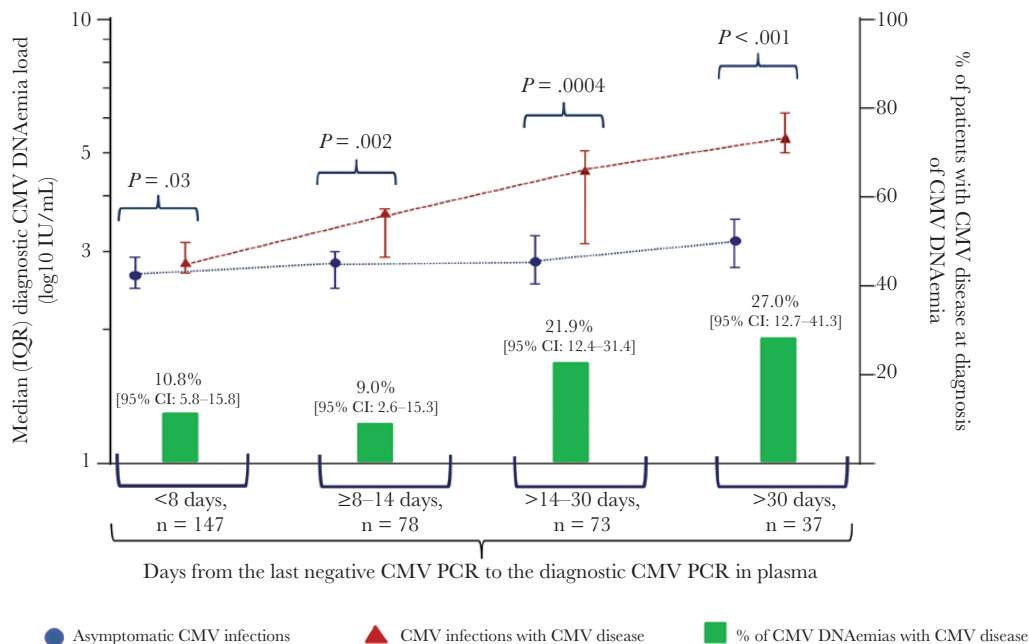 Median (IQR) diagnostic CMV DNAemia load
(log10 IU/mL)
10
5
3
1
P = .03
P = .002
P = .0004
P < .001
10.8%
[95% CI: 5.8–15.8]
9.0%
[95% CI: 2.6–15.3]
21.9%
[95% CI: 12.4–31.4]
27.0%
[95% CI: 12.7–41.3]
100
80
60
40
20
0
% of patients with CMV disease at diagnosis
of CMV DNAemia
<8 days,
n = 147
≥8–14 days,
n = 78
>14–30 days,
n = 73
>30 days,
n = 37
Days from the last negative CMV PCR to the diagnostic CMV PCR in plasma
Asymptomatic CMV infections
CMV infections with CMV disease
% of CMV DNAemias with CMV disease